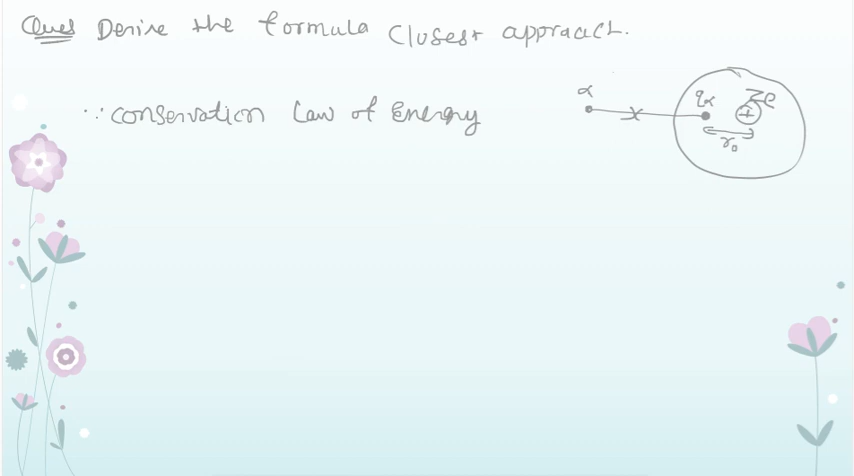 Ques Derive the formula closest approach.
∵ conservation Law of Energy
α
qα
Ze
+
r₀